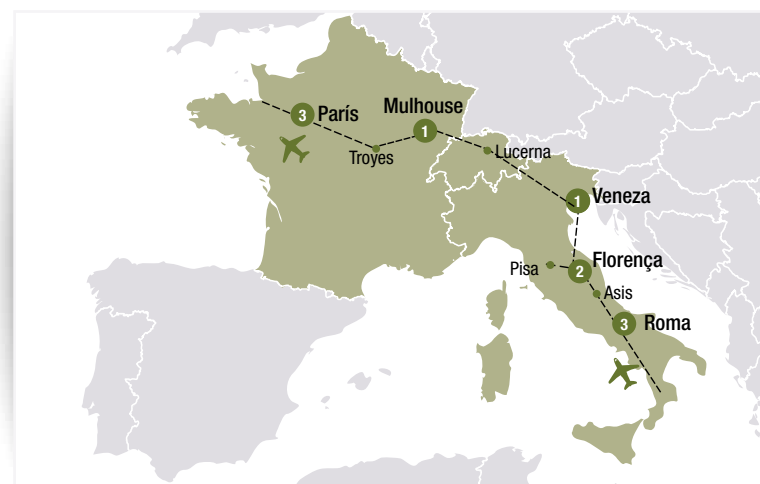 Mulhouse
3 París
1
Troyes
Lucerna
1 Veneza
Florença
Pisa 2
Asis
3 Roma